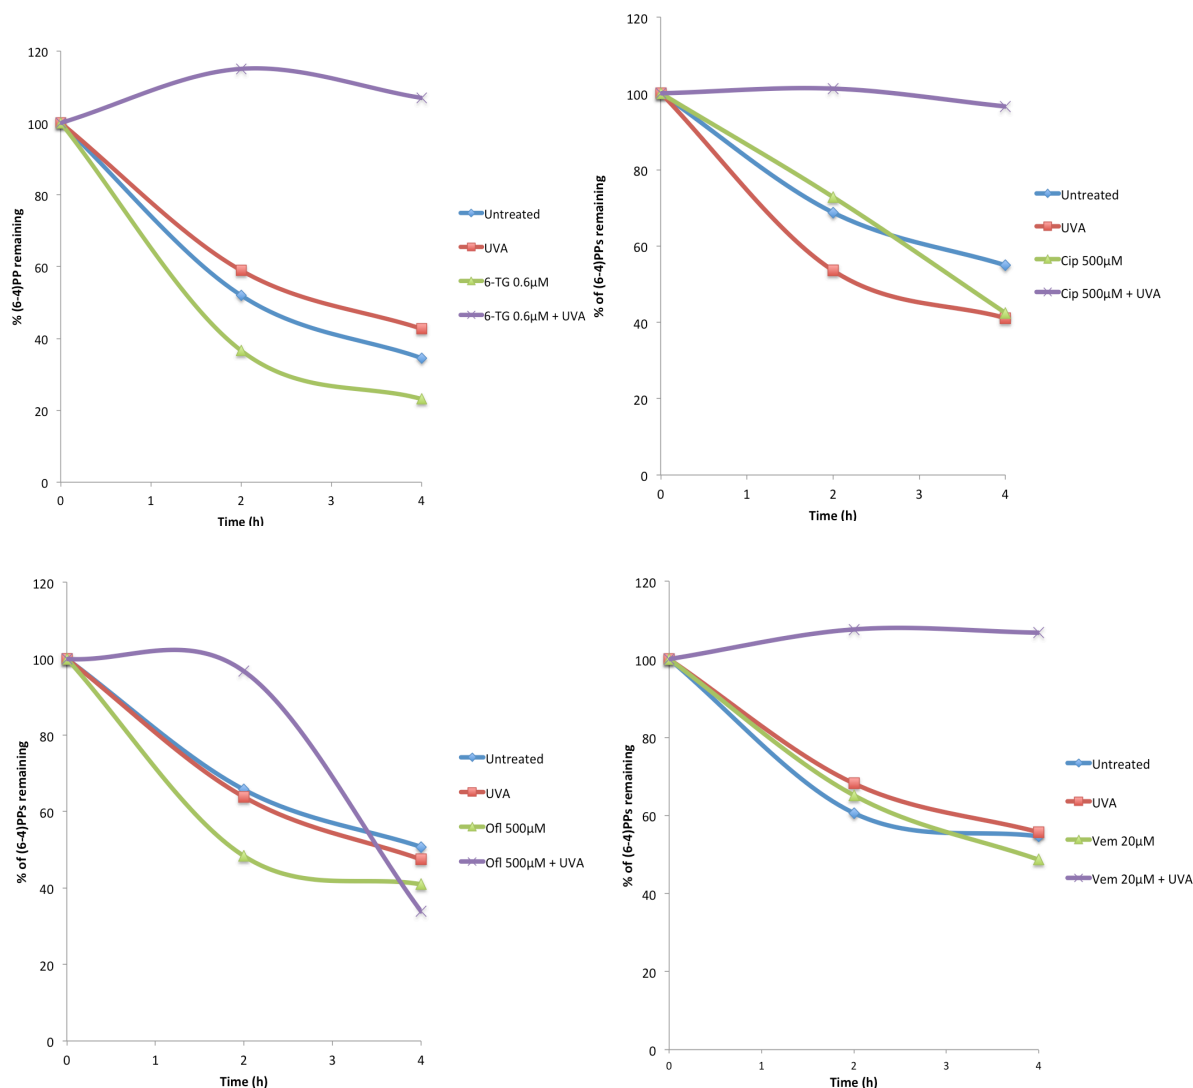 120
100
80
60
40
20
0
0 1 2 3 4
% (6-4)PP remaining
Time (h)
Untreated
UVA
6-TG 0.6µM
6-TG 0.6µM + UVA
120
100
80
60
40
20
0
0 1 2 3 4
% of (6-4)PPs remaining
Time (h)
Untreated
UVA
Cip 500µM
Cip 500µM + UVA
120
100
80
60
40
20
0
0 1 2 3 4
% of (6-4)PPs remaining
Time (h)
Untreated
UVA
Ofl 500µM
Ofl 500µM + UVA
120
100
80
60
40
20
0
0 1 2 3 4
% of (6-4)PPs remaining
Time (h)
Untreated
UVA
Vem 20µM
Vem 20µM + UVA